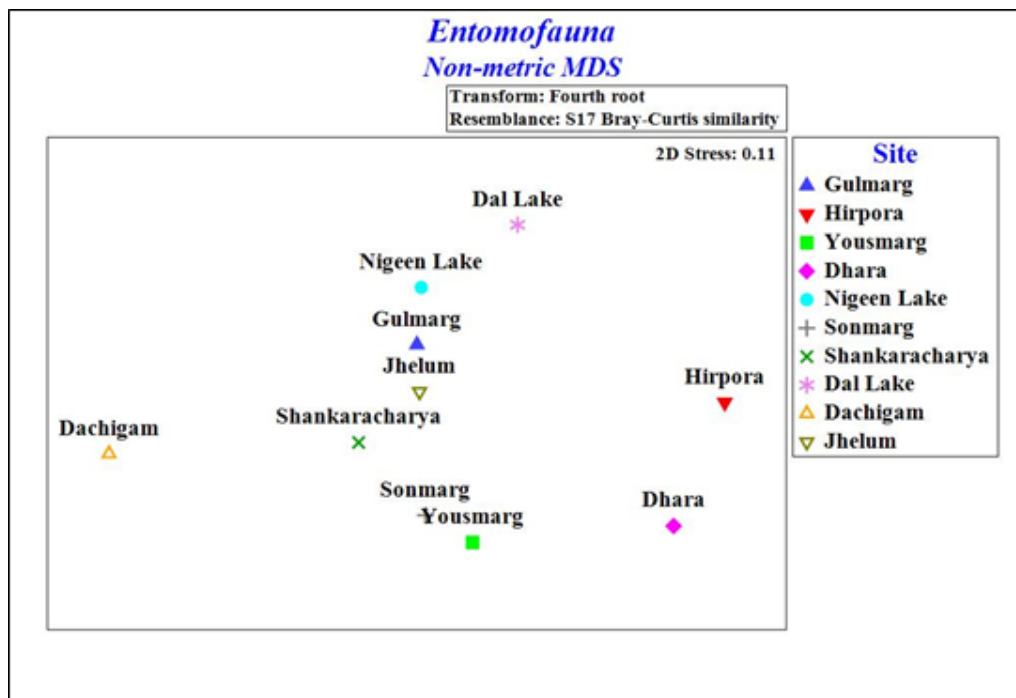 Entomofauna
Non-metric MDS
Transform: Fourth root
Resemblance: S17 Bray-Curtis similarity
2D Stress: 0.11
Dal Lake
Nigeen Lake
Gulmarg
Jhelum
Hirpora
Shankaracharya
Dachigam
Sonmarg
Dhara
Yousmarg
Site
Gulmarg
Hirpora
Yousmarg
Dhara
Nigeen Lake
Sonmarg
Shankaracharya
Dal Lake
Dachigam
Jhelum